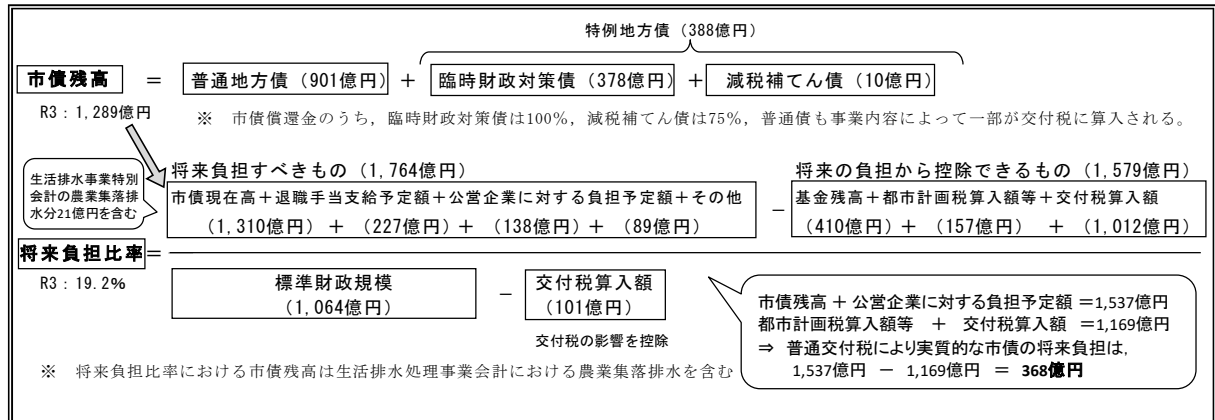 特例地方債（388億円）
市債残高 ＝ 普通地方債（901億円） ＋ 臨時財政対策債（378億円） ＋ 減税補てん債（10億円）
R3：1,289億円
※ 市債償還金のうち，臨時財政対策債は100%，減税補てん債は75%，普通債も事業内容によって一部が交付税に算入される。
生活排水事業特別会計の農業集落排水分21億円を含む
将来負担すべきもの（1,764億円） 将来の負担から控除できるもの（1,579億円）
市債現在高＋退職手当支給予定額＋公営企業に対する負担予定額＋その他 － 基金残高＋都市計画税算入額等＋交付税算入額
（1,310億円） ＋ （227億円） ＋ （138億円） ＋ （89億円） （410億円） ＋ （157億円） ＋ （1,012億円）
将来負担比率＝
R3：19.2%
標準財政規模 － 交付税算入額
（1,064億円） （101億円）
交付税の影響を控除
市債残高 ＋ 公営企業に対する負担予定額 ＝1,537億円
都市計画税算入額等 ＋ 交付税算入額 ＝1,169億円
⇒ 普通交付税により実質的な市債の将来負担は，
1,537億円 － 1,169億円 ＝ 368億円
※ 将来負担比率における市債残高は生活排水処理事業会計における農業集落排水を含む